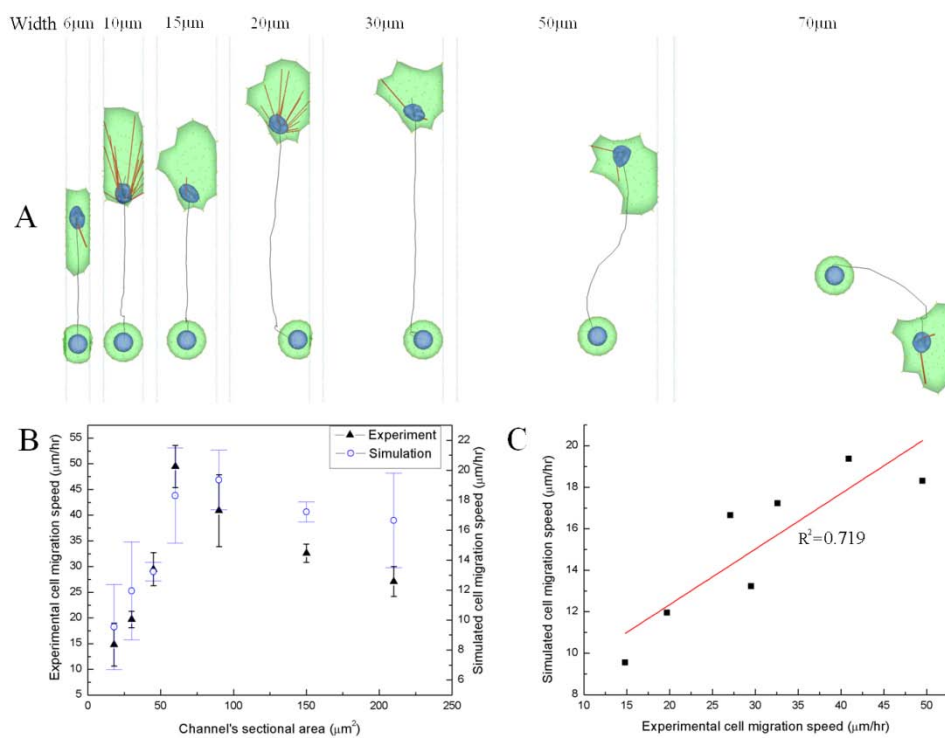 Width 6μm 10μm 15μm 20μm 30μm 50μm 70μm
A
B
Experiment
Simulation
Experimental cell migration speed (μm/hr)
55
50
45
40
35
30
25
20
15
10
5
22
20
18
16
14
12
10
8
6
Simulated cell migration speed (μm/hr)
0 50 100 150 200 250
Channel's sectional area (μm²)
C
Simulated cell migration speed (μm/hr)
20
18
16
14
12
10
8
R²=0.719
10 15 20 25 30 35 40 45 50
Experimental cell migration speed (μm/hr)